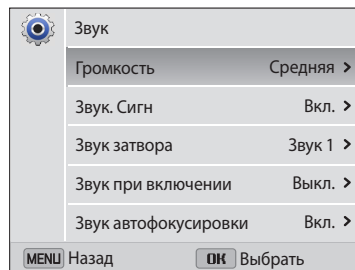 Звук
Громкость Средняя >
Звук. Сигн Вкл. >
Звук затвора Звук 1 >
Звук при включении Выкл. >
Звук автофокусировки Вкл. >
MENU Назад OK Выбрать